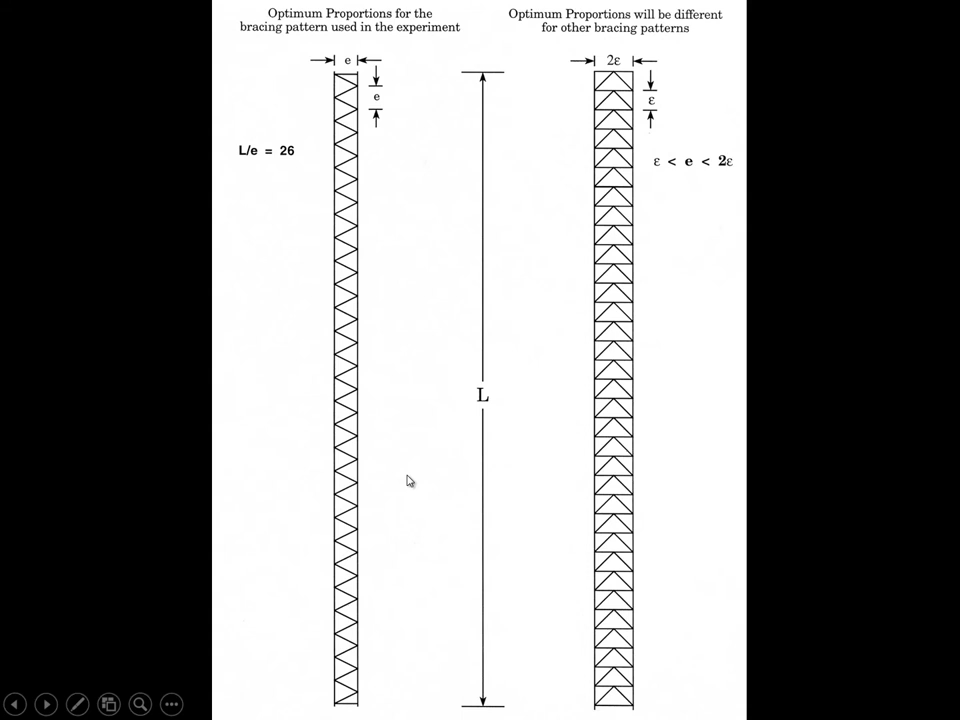 Optimum Proportions for the
bracing pattern used in the experiment
Optimum Proportions will be different
for other bracing patterns
e
e
L/e = 26
L
2ε
ε
ε < e < 2ε